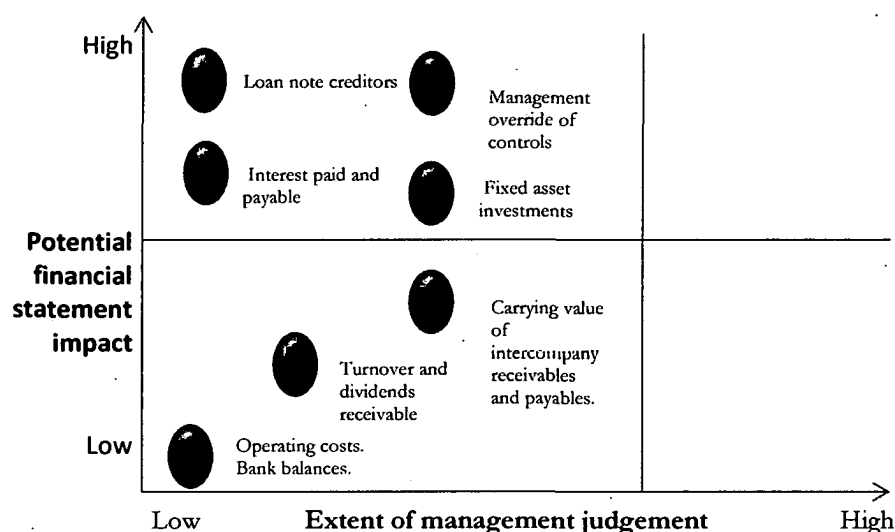 High
Loan note creditors
Management
override of
controls
Interest paid and
payable
Fixed asset
investments
Potential
financial
statement
impact
Carrying value
of
intercompany
receivables
and payables.
Turnover and
dividends
receivable
Low
Operating costs.
Bank balances.
Low
Extent of management judgement
High